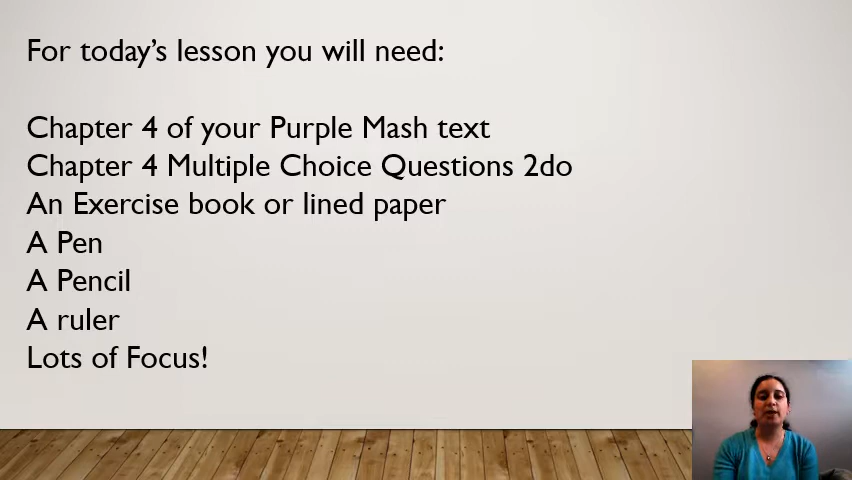 For today's lesson you will need:
Chapter 4 of your Purple Mash text
Chapter 4 Multiple Choice Questions 2do
An Exercise book or lined paper
A Pen
A Pencil
A ruler
Lots of Focus!